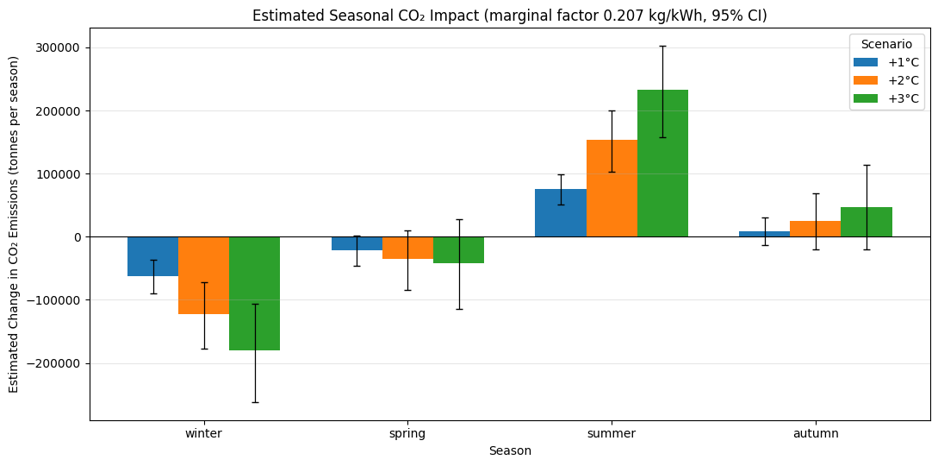 Estimated Seasonal CO₂ Impact (marginal factor 0.207 kg/kWh, 95% CI)
Estimated Change in CO₂ Emissions (tonnes per season)
300000
200000
100000
0
−100000
−200000
Scenario
+1°C
+2°C
+3°C
winter
spring
summer
autumn
Season